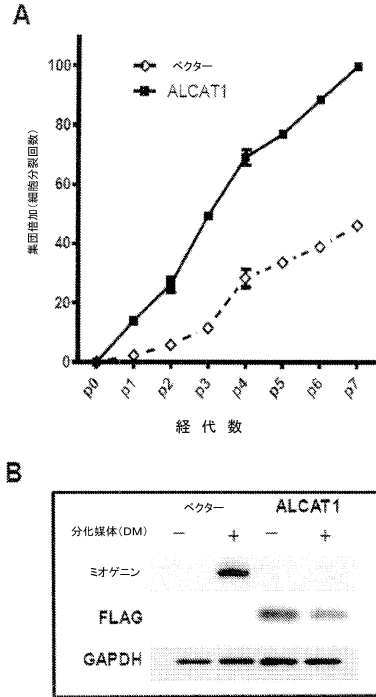 A
100
80
60
40
20
0
集団倍加(細胞分裂回数)
ベクター
ALCAT1
p0 p1 p2 p3 p4 p5 p6 p7
経代数
B
ベクター ALCAT1
分化媒体(DM) − + − +
ミオゲニン
FLAG
GAPDH